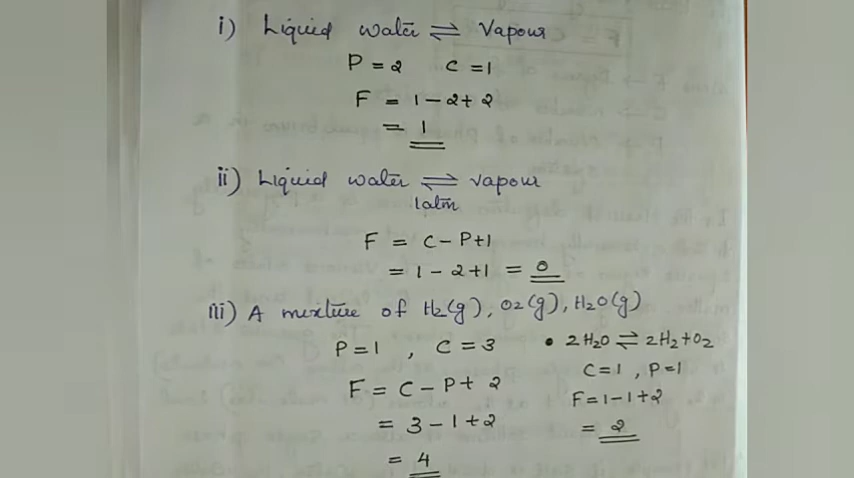 i) Liquid water ⇌ Vapour
P = 2 C = 1
F = 1 - 2 + 2
= 1
ii) Liquid water ⇌ vapour
1atm
F = C - P + 1
= 1 - 2 + 1 = 0
iii) A mixture of H2(g), O2(g), H2O(g)
P = 1 , C = 3
F = C - P + 2
= 3 - 1 + 2
= 4
• 2H2O ⇌ 2H2 + O2
C = 1 , P = 1
F = 1 - 1 + 2
= 2